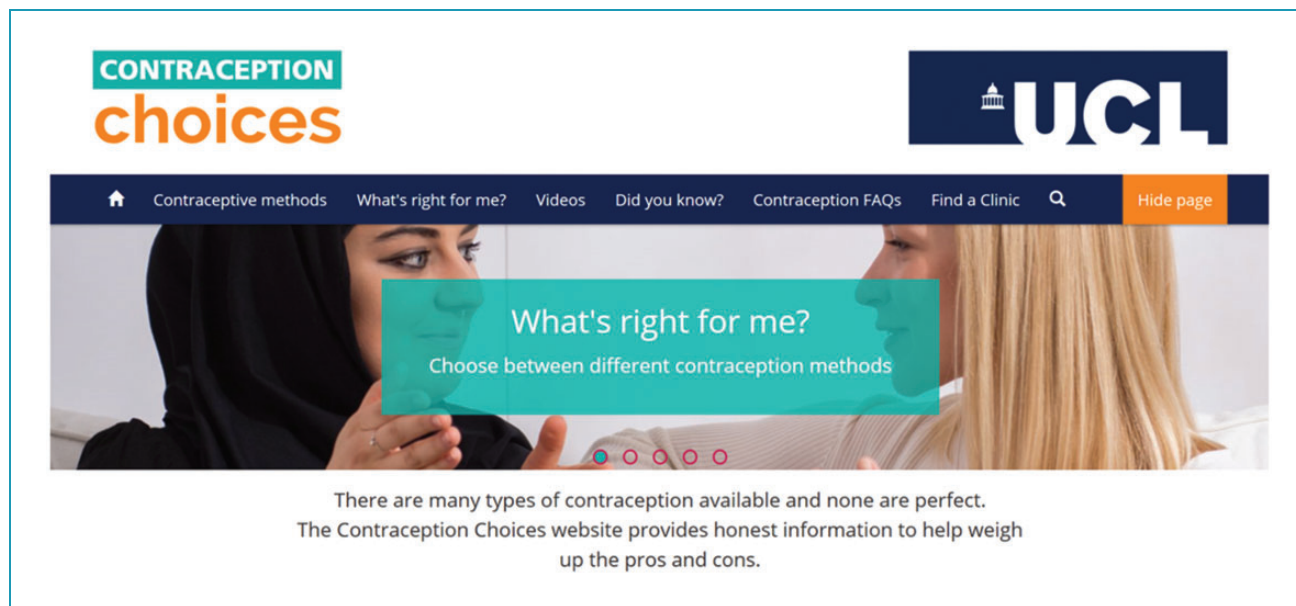 CONTRACEPTION
choices
UCL
Contraceptive methods What's right for me? Videos Did you know? Contraception FAQs Find a Clinic Hide page
What's right for me?
Choose between different contraception methods
There are many types of contraception available and none are perfect.
The Contraception Choices website provides honest information to help weigh
up the pros and cons.